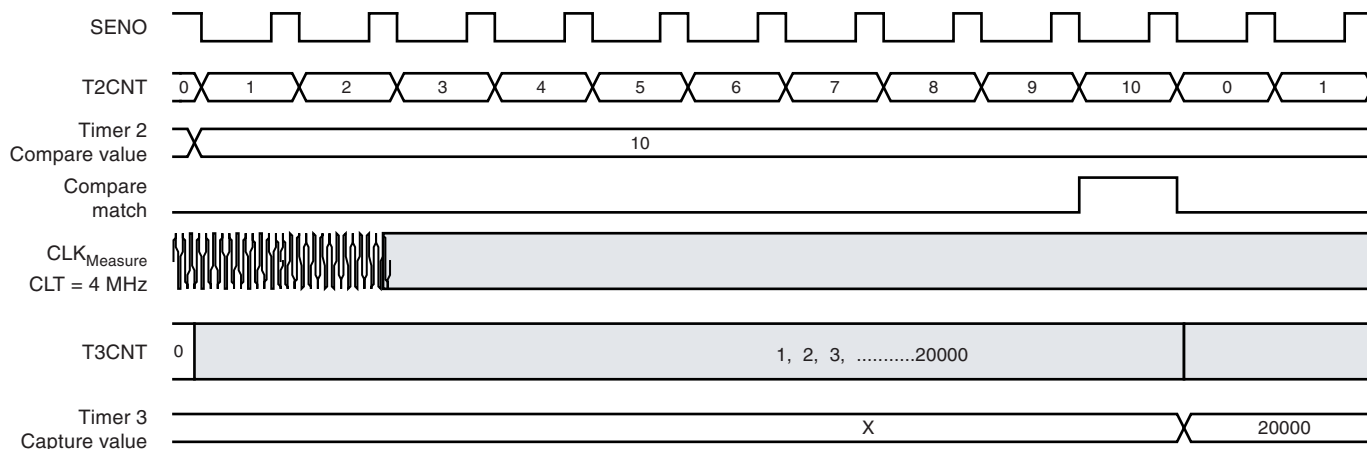 SENO
T2CNT 0 1 2 3 4 5 6 7 8 9 10 0 1
Timer 2
Compare value
10
Compare
match
CLKMeasure
CLT = 4 MHz
T3CNT 0 1, 2, 3, ...........20000
Timer 3
Capture value
X 20000